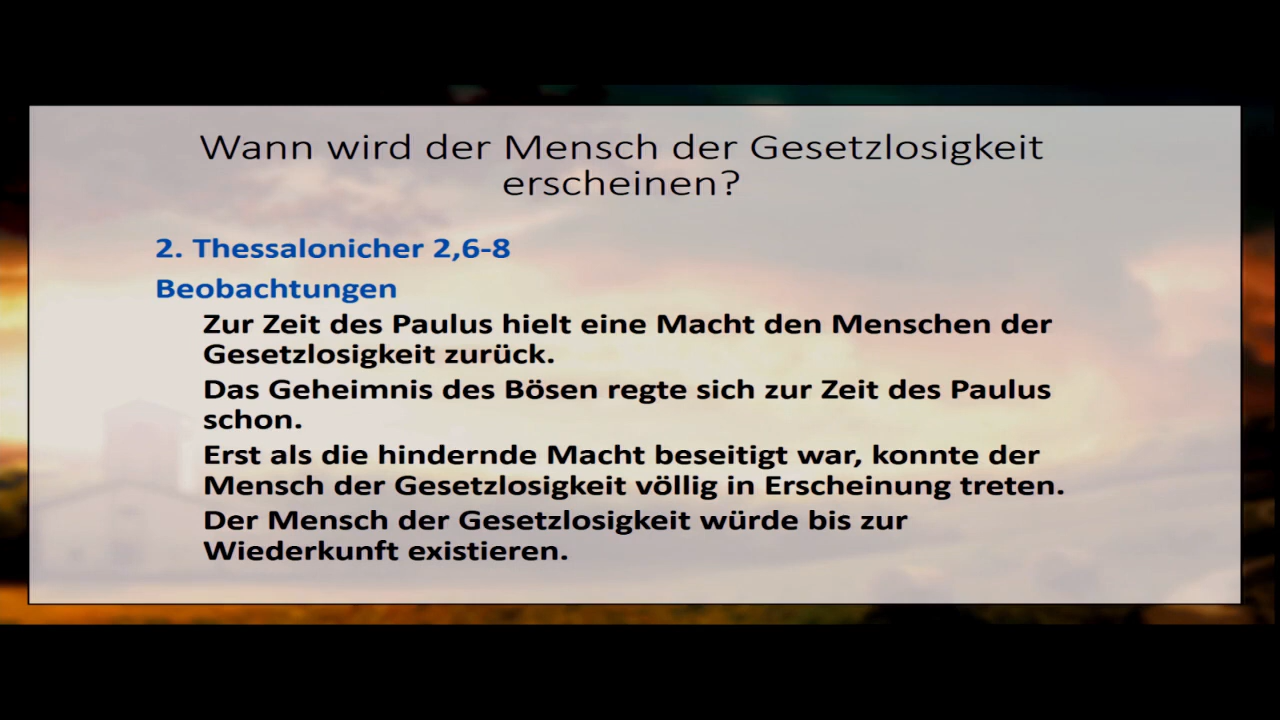 Wann wird der Mensch der Gesetzlosigkeit
erscheinen?
2. Thessalonicher 2,6-8
Beobachtungen
Zur Zeit des Paulus hielt eine Macht den Menschen der
Gesetzlosigkeit zurück.
Das Geheimnis des Bösen regte sich zur Zeit des Paulus
schon.
Erst als die hindernde Macht beseitigt war, konnte der
Mensch der Gesetzlosigkeit völlig in Erscheinung treten.
Der Mensch der Gesetzlosigkeit würde bis zur
Wiederkunft existieren.